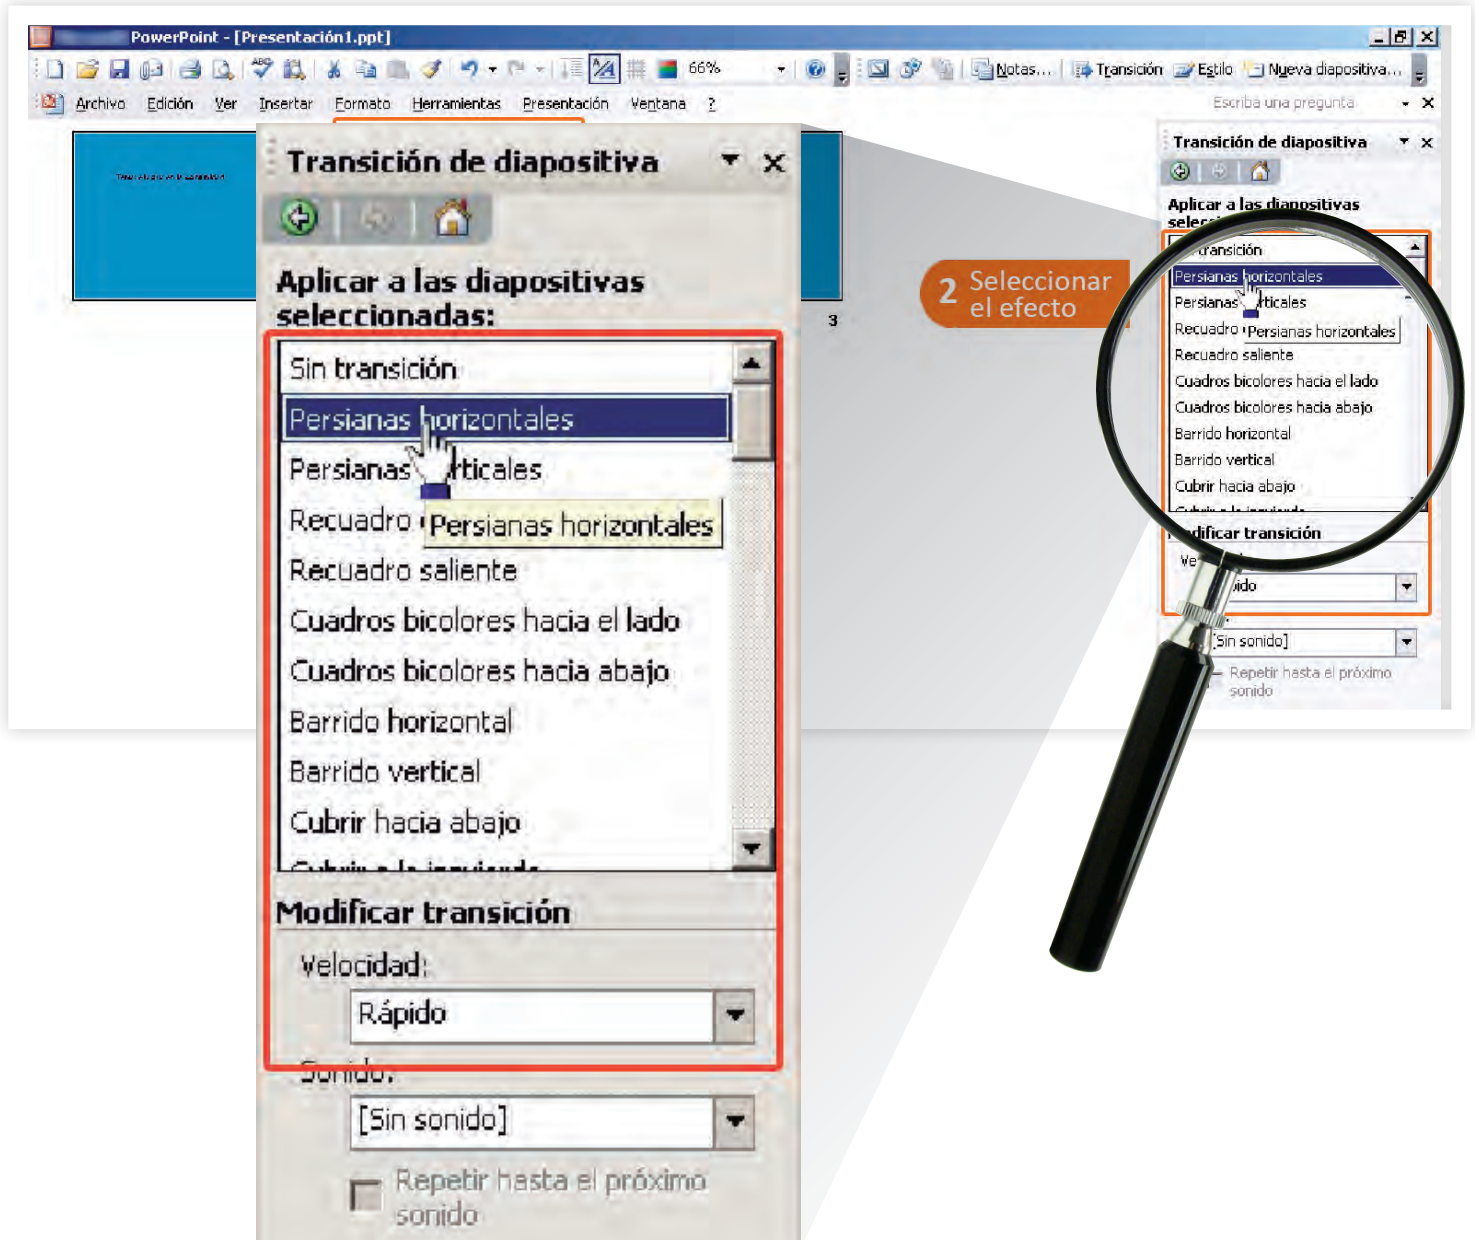 PowerPoint - [Presentación1.ppt]
66%
Notas... Transición Estilo Nueva diapositiva...
Archivo Edición Ver Insertar Formato Herramientas Presentación Ventana ?
Escriba una pregunta
3
Transición de diapositiva
Aplicar a las diapositivas
seleccionadas:
Sin transición
Persianas horizontales
Persianas
Recuadro
Persianas horizontales
Recuadro saliente
Cuadros bicolores hacia el lado
Cuadros bicolores hacia abajo
Barrido horizontal
Barrido vertical
Cubrir hacia abajo
Modificar transición
Velocidad:
Rápido
Sonido:
[Sin sonido]
Repetir hasta el próximo
sonido
2 Seleccionar
el efecto
Transición de diapositiva
Aplicar a las diapositivas
transición
Persianas horizontales
Persianas
Recuadro
Persianas horizontales
Recuadro saliente
Cuadros bicolores hacia el lado
Cuadros bicolores hacia abajo
Barrido horizontal
Barrido vertical
Cubrir hacia abajo
Modificar transición
[Sin sonido]
Repetir hasta el próximo
sonido